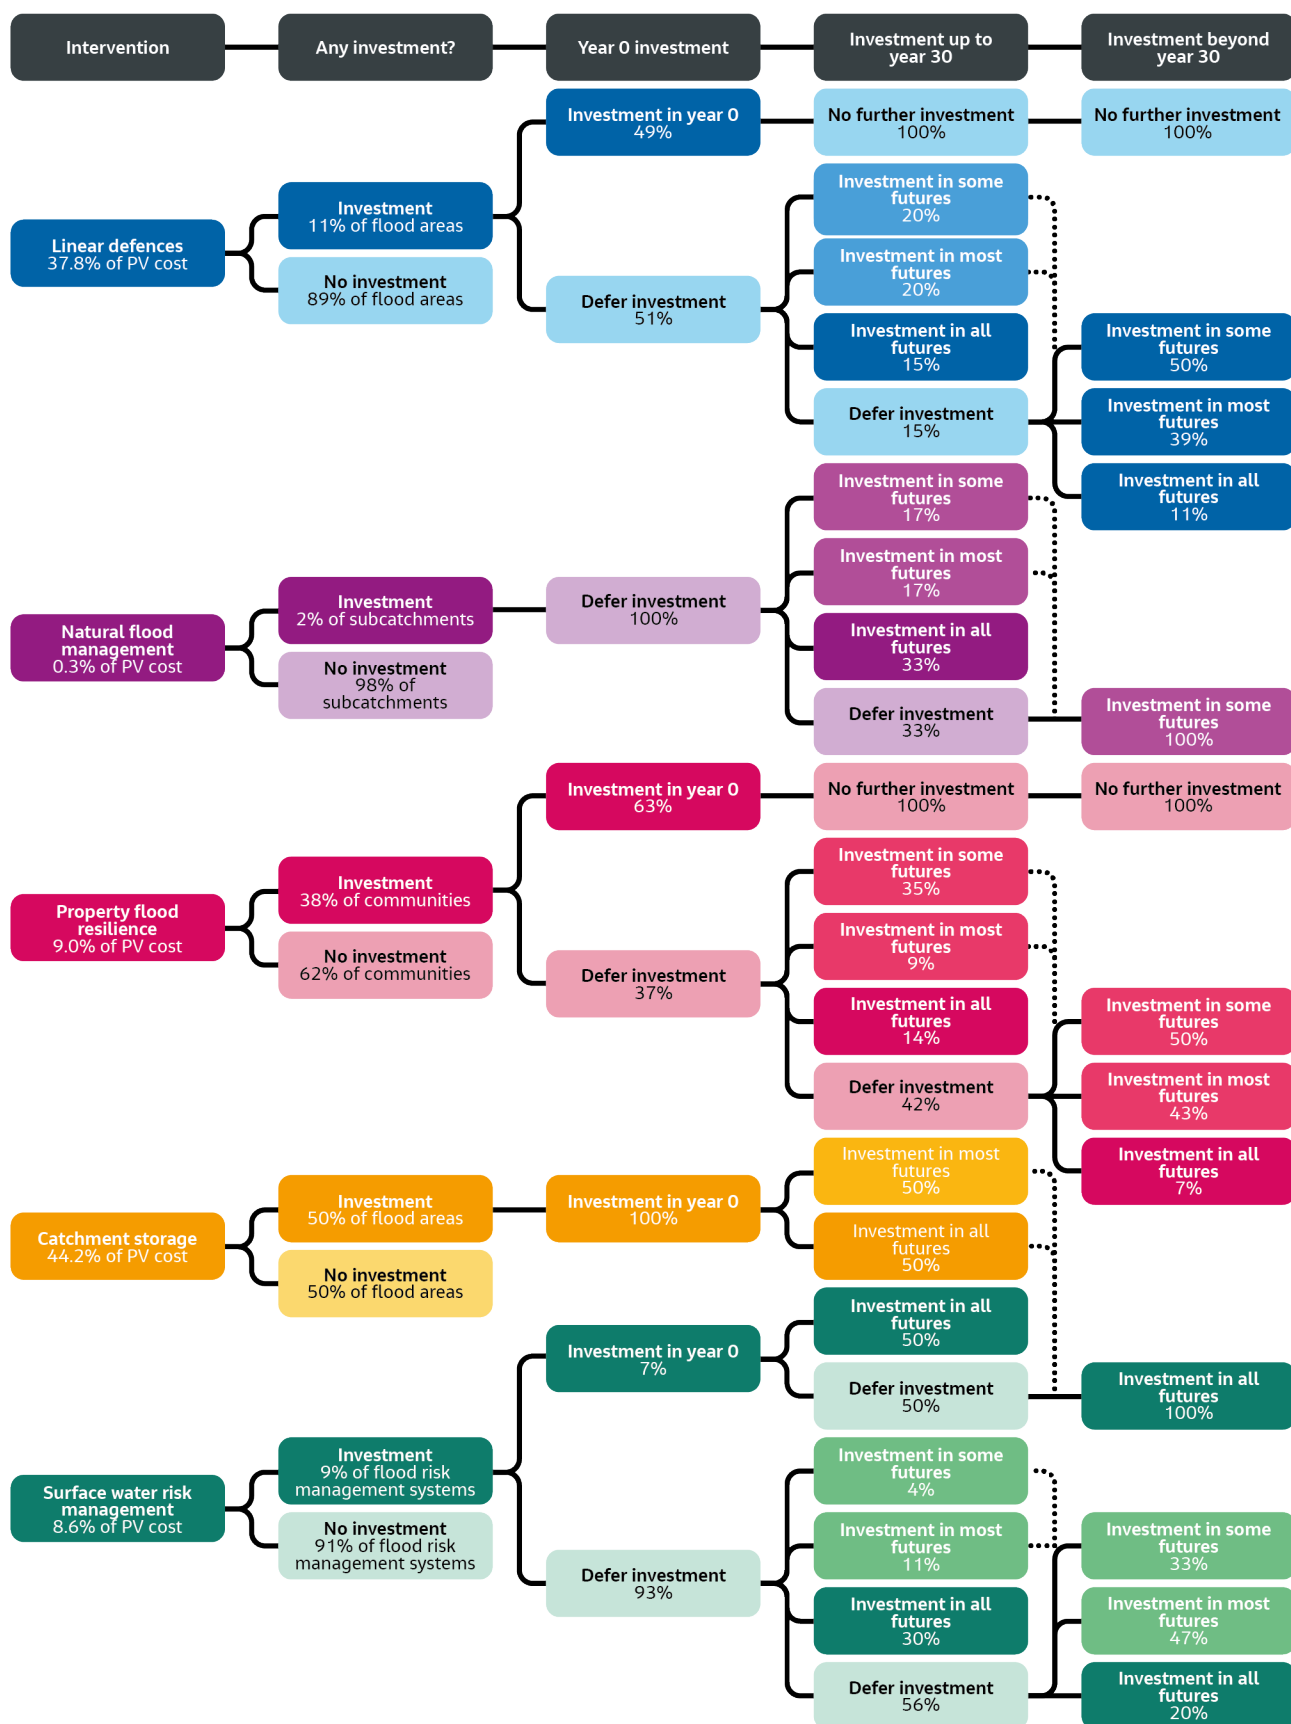 Intervention
Any investment?
Year 0 investment
Investment up to
year 30
Investment beyond
year 30
Linear defences
37.8% of PV cost
Investment
11% of flood areas
No investment
89% of flood areas
Investment in year 0
49%
No further investment
100%
No further investment
100%
Defer investment
51%
Investment in some
futures
20%
Investment in most
futures
20%
Investment in all
futures
15%
Defer investment
15%
Investment in some
futures
50%
Investment in most
futures
39%
Investment in all
futures
11%
Natural flood
management
0.3% of PV cost
Investment
2% of subcatchments
No investment
98% of
subcatchments
Defer investment
100%
Investment in some
futures
17%
Investment in most
futures
17%
Investment in all
futures
33%
Defer investment
33%
Investment in some
futures
100%
Property flood
resilience
9.0% of PV cost
Investment
38% of communities
No investment
62% of communities
Investment in year 0
63%
No further investment
100%
No further investment
100%
Defer investment
37%
Investment in some
futures
35%
Investment in most
futures
9%
Investment in all
futures
14%
Defer investment
42%
Investment in some
futures
50%
Investment in most
futures
43%
Investment in all
futures
7%
Catchment storage
44.2% of PV cost
Investment
50% of flood areas
No investment
50% of flood areas
Investment in year 0
100%
Investment in most
futures
50%
Investment in all
futures
50%
Surface water risk
management
8.6% of PV cost
Investment
9% of flood risk
management systems
No investment
91% of flood risk
management systems
Investment in year 0
7%
Investment in all
futures
50%
Defer investment
50%
Investment in all
futures
100%
Defer investment
93%
Investment in some
futures
4%
Investment in most
futures
11%
Investment in all
futures
30%
Defer investment
56%
Investment in some
futures
33%
Investment in most
futures
47%
Investment in all
futures
20%